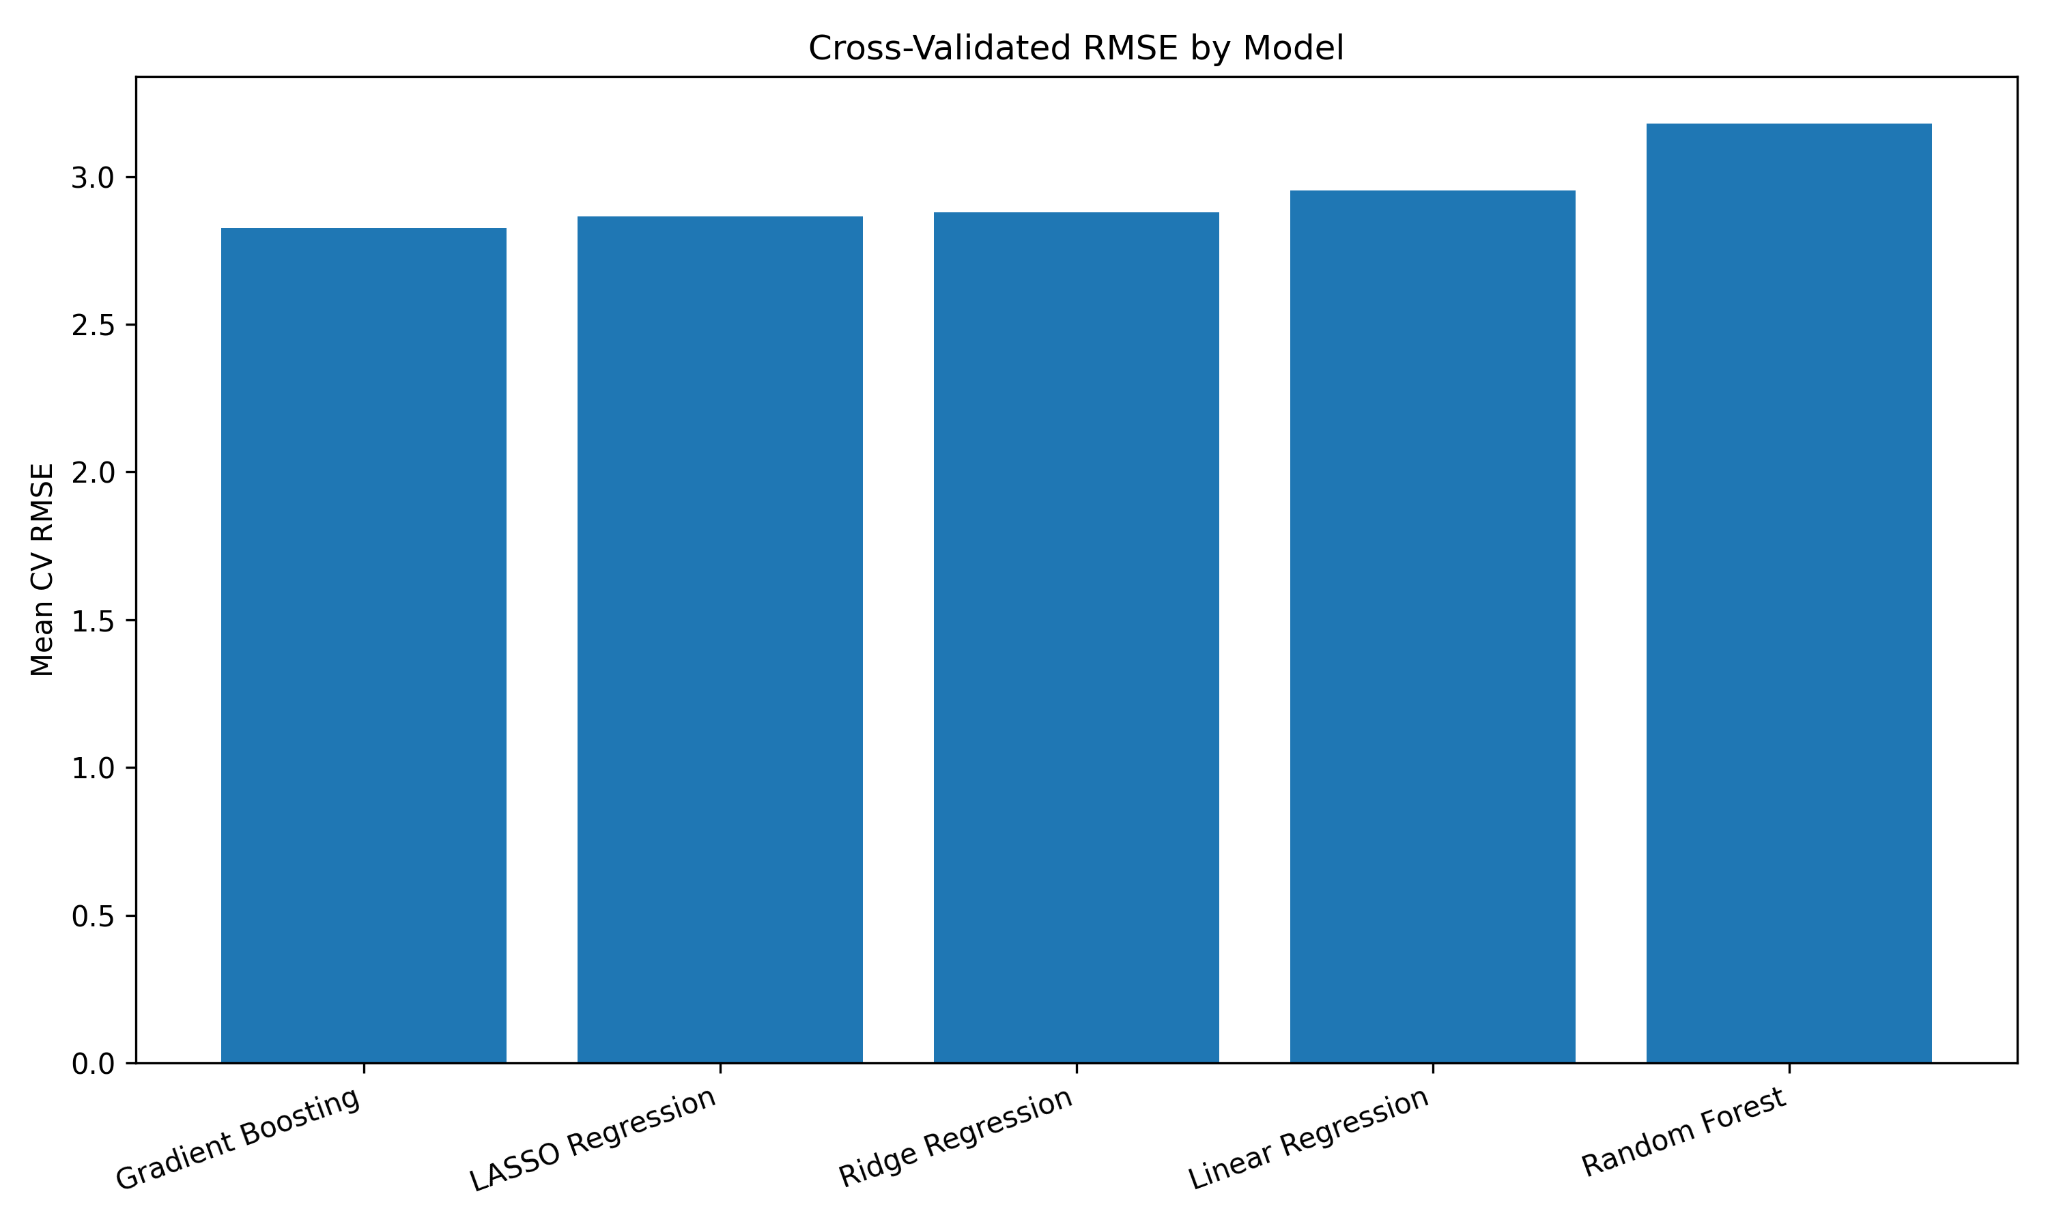 Cross-Validated RMSE by Model
Mean CV RMSE
3.0
2.5
2.0
1.5
1.0
0.5
0.0
Gradient Boosting
LASSO Regression
Ridge Regression
Linear Regression
Random Forest